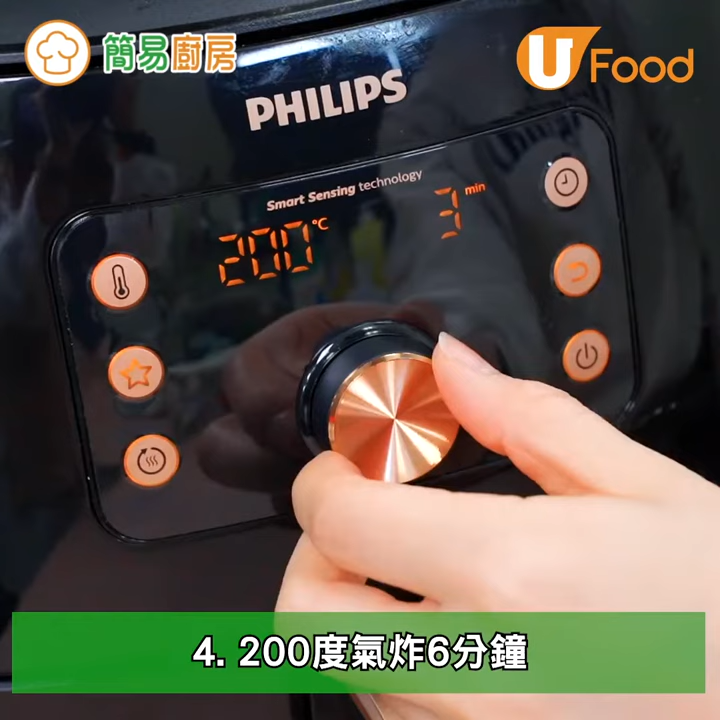 簡易廚房
U Food
PHILIPS
Smart Sensing technology
200°C
3 min
4. 200度氣炸6分鐘